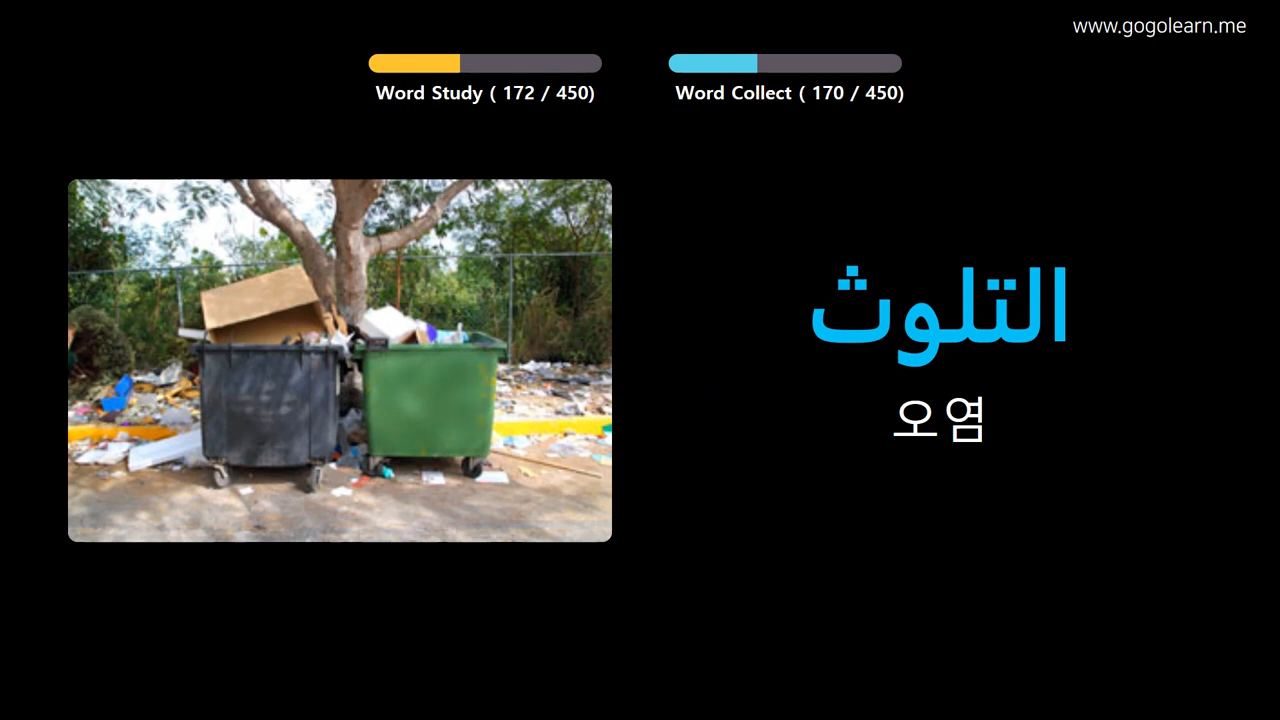 www.gogolearn.me
Word Study ( 172 / 450)
Word Collect ( 170 / 450)
التلوث
오염